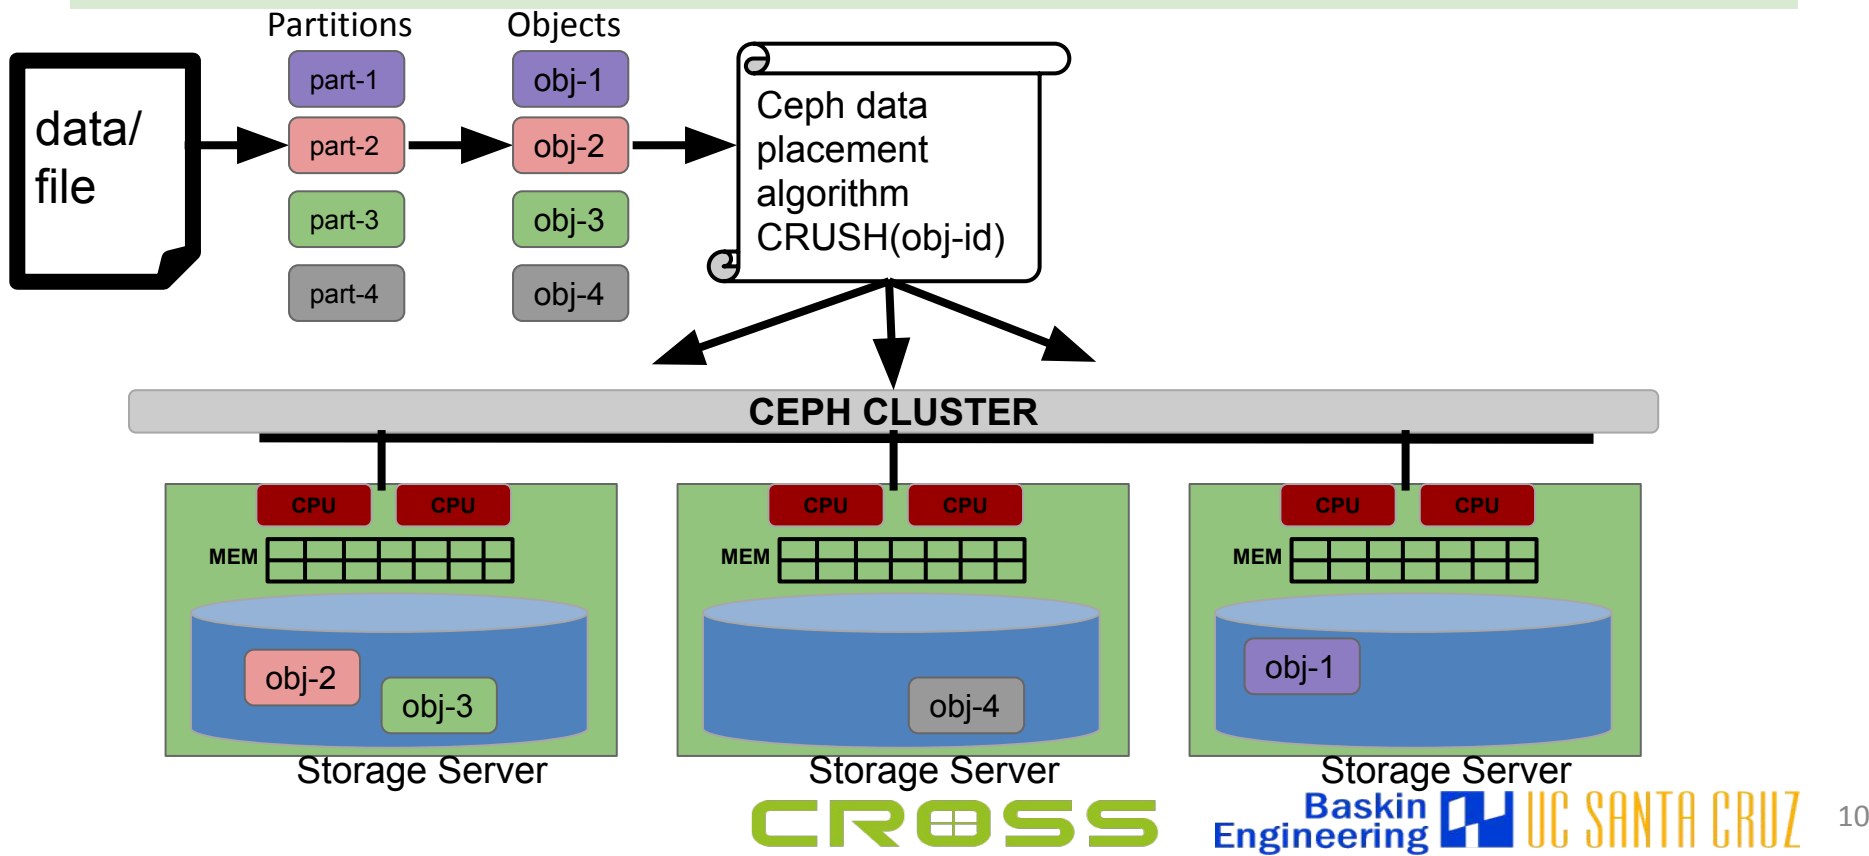 Partitions
Objects
data/
file
part-1
part-2
part-3
part-4
obj-1
obj-2
obj-3
obj-4
Ceph data
placement
algorithm
CRUSH(obj-id)
CEPH CLUSTER
CPU
CPU
MEM
obj-2
obj-3
Storage Server
CPU
CPU
MEM
obj-4
Storage Server
CPU
CPU
MEM
obj-1
Storage Server
CROSS
Baskin
Engineering
UC SANTA CRUZ
10